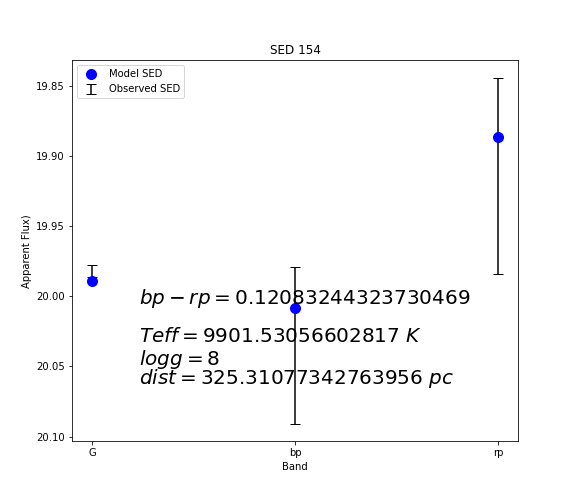 SED 154
Model SED
Observed SED
Apparent Flux)
19.85
19.90
19.95
20.00
20.05
20.10
bp − rp = 0.12083244323730469
Teff = 9901.53056602817 K
logg = 8
dist = 325.31077342763956 pc
G bp rp
Band